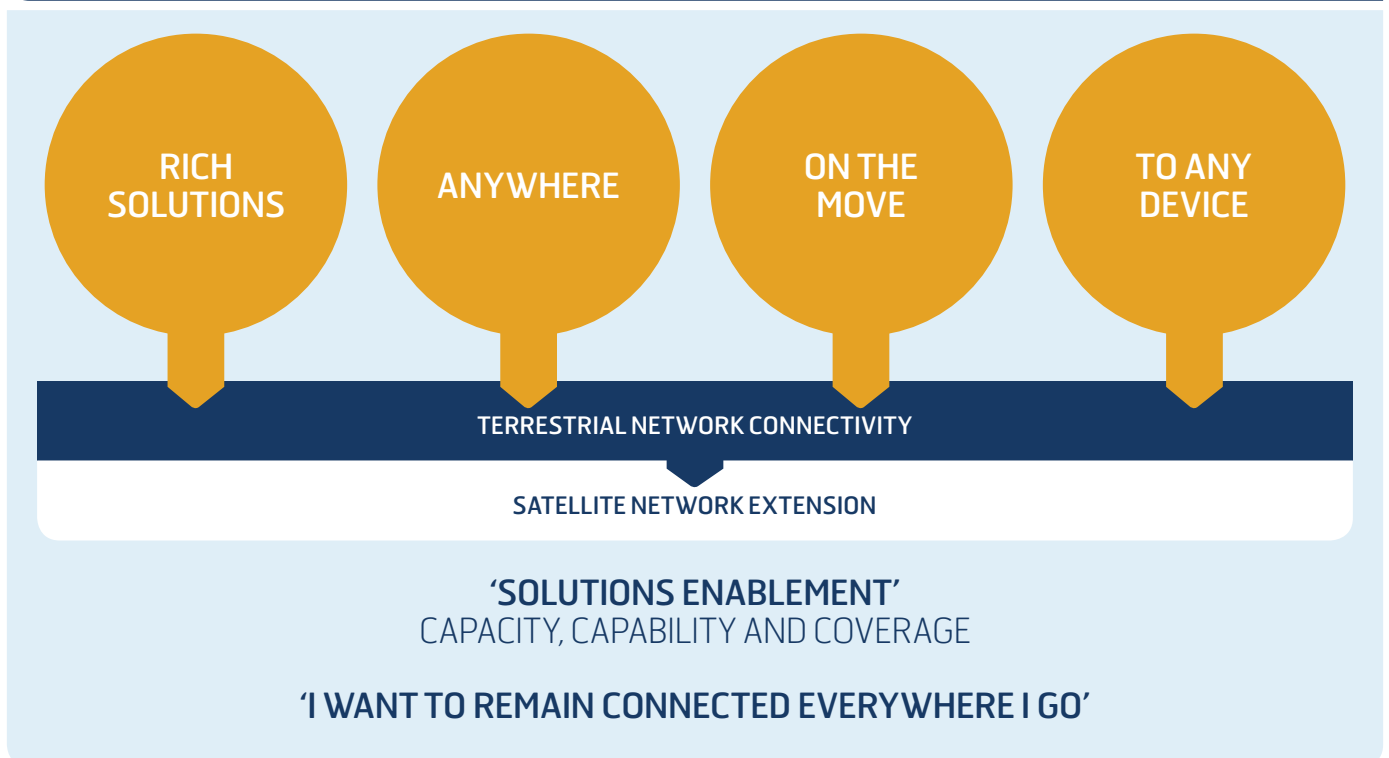 RICH
SOLUTIONS
ANYWHERE
ON THE
MOVE
TO ANY
DEVICE
TERRESTRIAL NETWORK CONNECTIVITY
SATELLITE NETWORK EXTENSION
‘SOLUTIONS ENABLEMENT’
CAPACITY, CAPABILITY AND COVERAGE
‘I WANT TO REMAIN CONNECTED EVERYWHERE I GO’